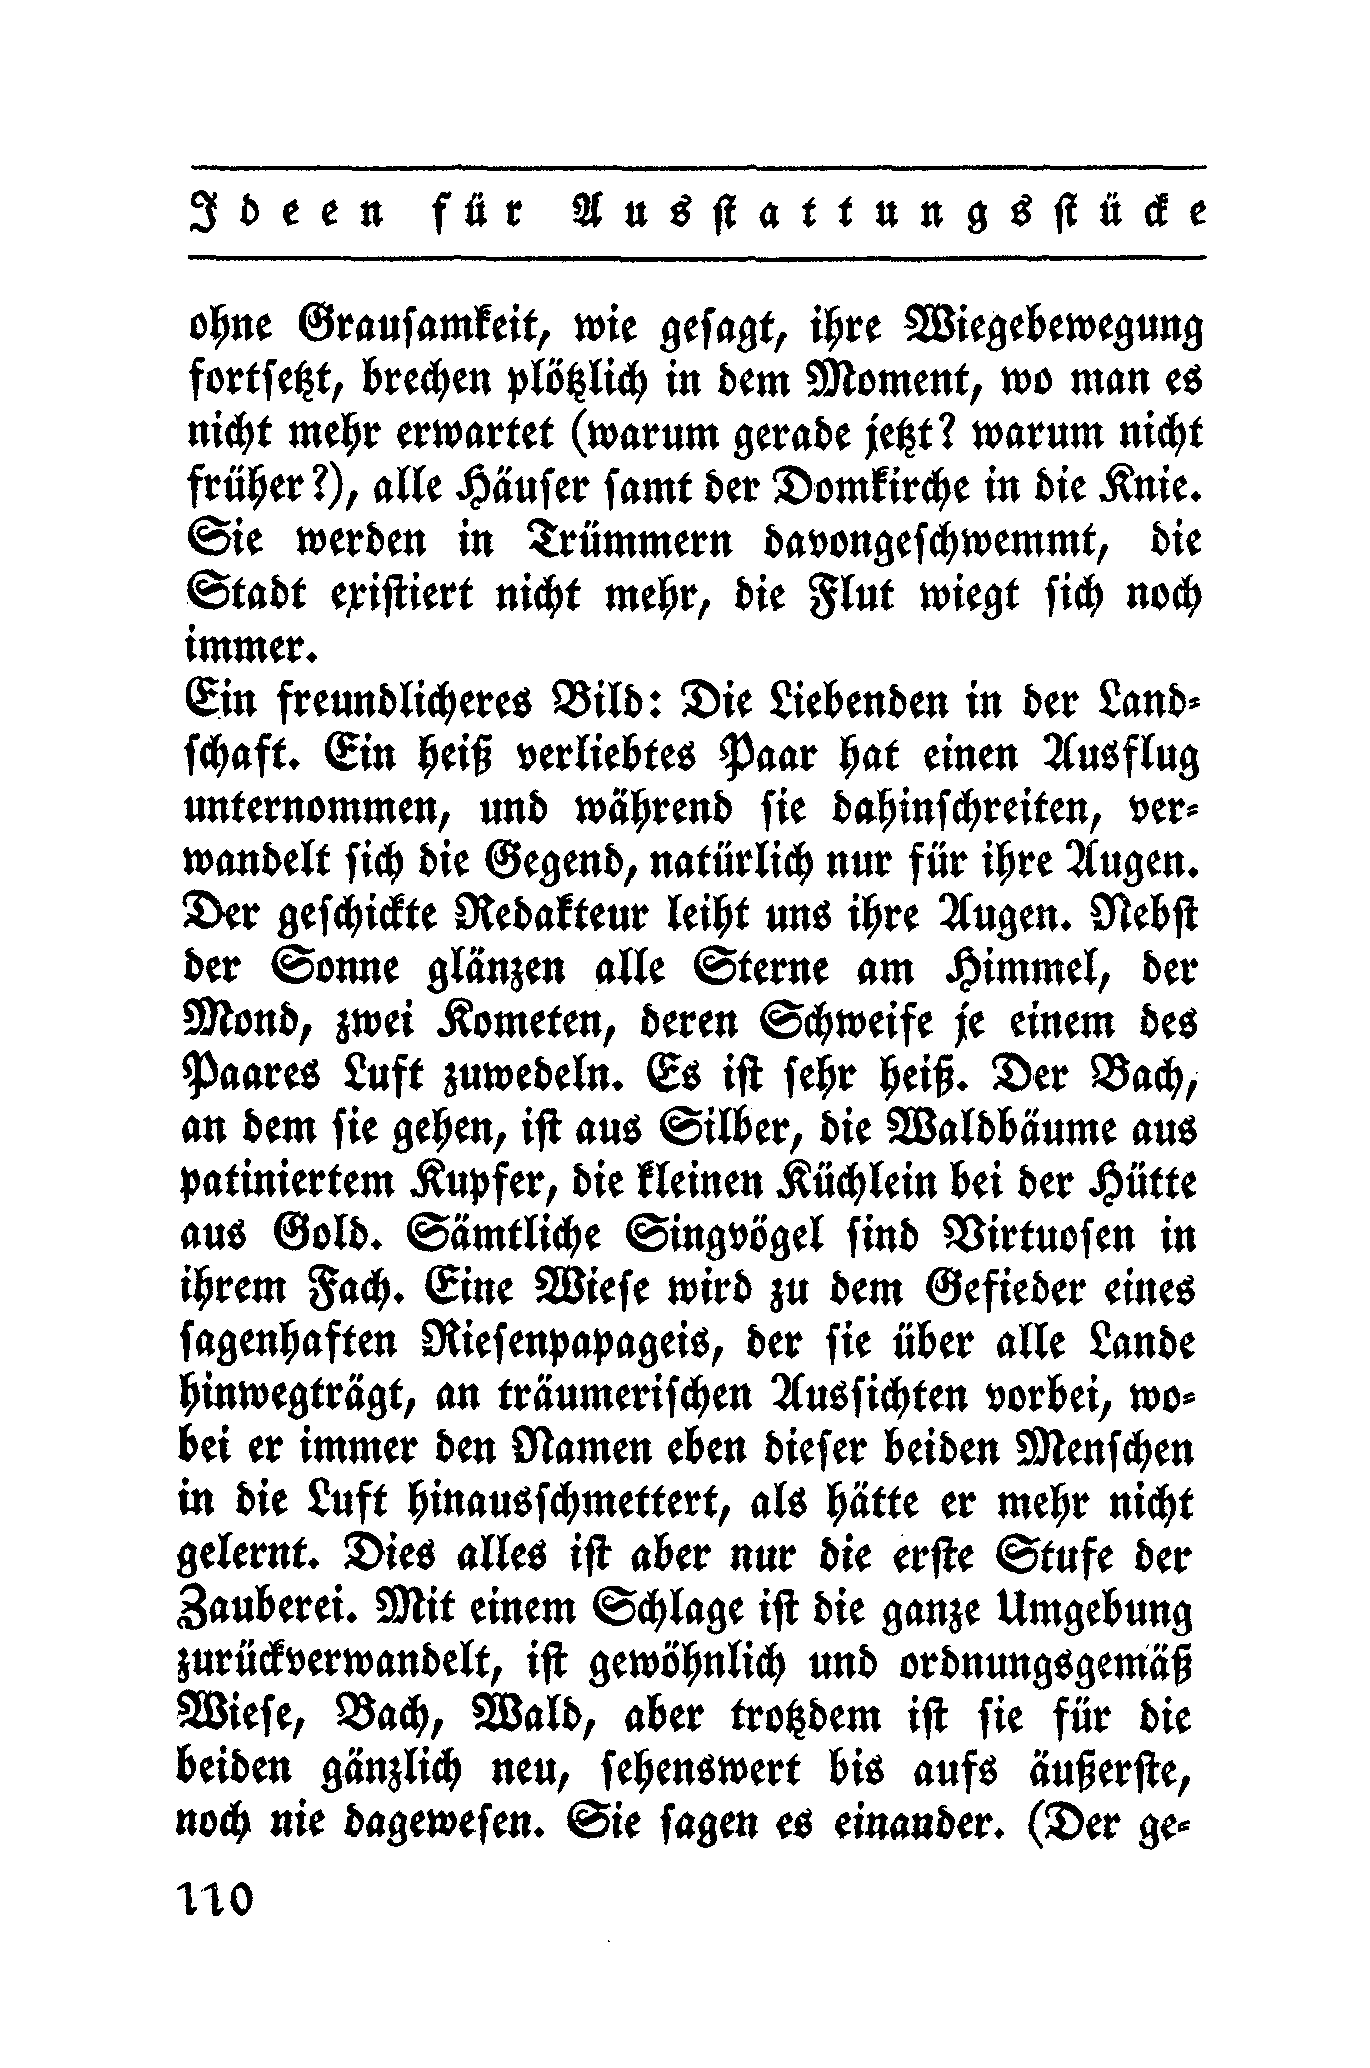 Ideen für Ausstattungsstücke
ohne Grausamkeit, wie gesagt, ihre Wiegebewegung
fortsetzt, brechen plötzlich in dem Moment, wo man es
nicht mehr erwartet (warum gerade jetzt? warum nicht
früher?), alle Häuser samt der Domkirche in die Knie.
Sie werden in Trümmern davongeschwemmt, die
Stadt existiert nicht mehr, die Flut wiegt sich noch
immer.
Ein freundlicheres Bild: Die Liebenden in der Land-
schaft. Ein heiß verliebtes Paar hat einen Ausflug
unternommen, und während sie dahinschreiten, ver-
wandelt sich die Gegend, natürlich nur für ihre Augen.
Der geschickte Redakteur leiht uns ihre Augen. Nebst
der Sonne glänzen alle Sterne am Himmel, der
Mond, zwei Kometen, deren Schweife je einem des
Paares Luft zuwedeln. Es ist sehr heiß. Der Bach,
an dem sie gehen, ist aus Silber, die Waldbäume aus
patiniertem Kupfer, die kleinen Küchlein bei der Hütte
aus Gold. Sämtliche Singvögel sind Virtuosen in
ihrem Fach. Eine Wiese wird zu dem Gefieder eines
sagenhaften Riesenpapageis, der sie über alle Lande
hinwegträgt, an träumerischen Aussichten vorbei, wo-
bei er immer den Namen eben dieser beiden Menschen
in die Luft hinausschmettert, als hätte er mehr nicht
gelernt. Dies alles ist aber nur die erste Stufe der
Zauberei. Mit einem Schlage ist die ganze Umgebung
zurückverwandelt, ist gewöhnlich und ordnungsgemäß
Wiese, Bach, Wald, aber trotzdem ist sie für die
beiden gänzlich neu, sehenswert bis aufs äußerste,
noch nie dagewesen. Sie sagen es einander. (Der ge-
110